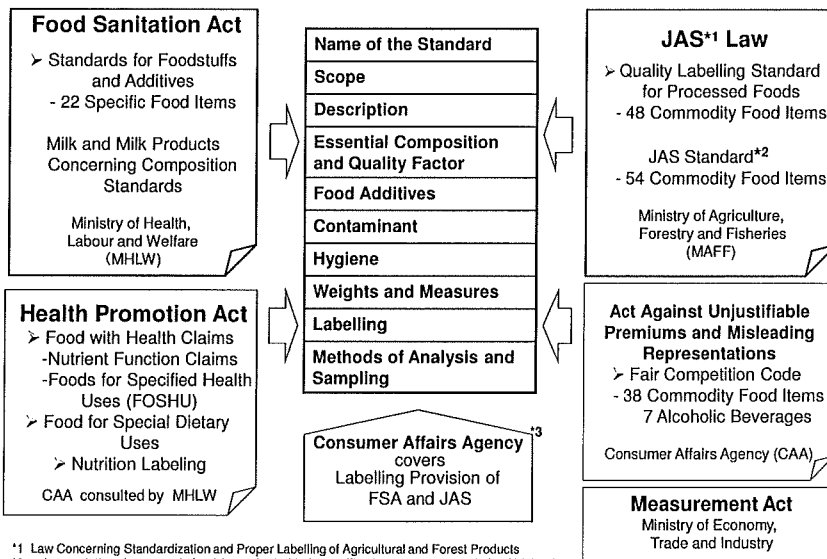 Food Sanitation Act
➢ Standards for Foodstuffs
and Additives
- 22 Specific Food Items
Milk and Milk Products
Concerning Composition
Standards
Ministry of Health,
Labour and Welfare
(MHLW)
Health Promotion Act
➢ Food with Health Claims
-Nutrient Function Claims
-Foods for Specified Health
Uses (FOSHU)
➢ Food for Special Dietary
Uses
➢ Nutrition Labeling
CAA consulted by MHLW
Name of the Standard
Scope
Description
Essential Composition
and Quality Factor
Food Additives
Contaminant
Hygiene
Weights and Measures
Labelling
Methods of Analysis and
Sampling
*3
Consumer Affairs Agency
covers
Labelling Provision of
FSA and JAS
JAS*1 Law
➢ Quality Labelling Standard
for Processed Foods
- 48 Commodity Food Items
JAS Standard*2
- 54 Commodity Food Items
Ministry of Agriculture,
Forestry and Fisheries
(MAFF)
Act Against Unjustifiable
Premiums and Misleading
Representations
➢ Fair Competition Code
- 38 Commodity Food Items
7 Alcoholic Beverages
Consumer Affairs Agency (CAA)
Measurement Act
Ministry of Economy,
Trade and Industry
*1 Law Concerning Standardization and Proper Labelling of Agricultural and Forest Products